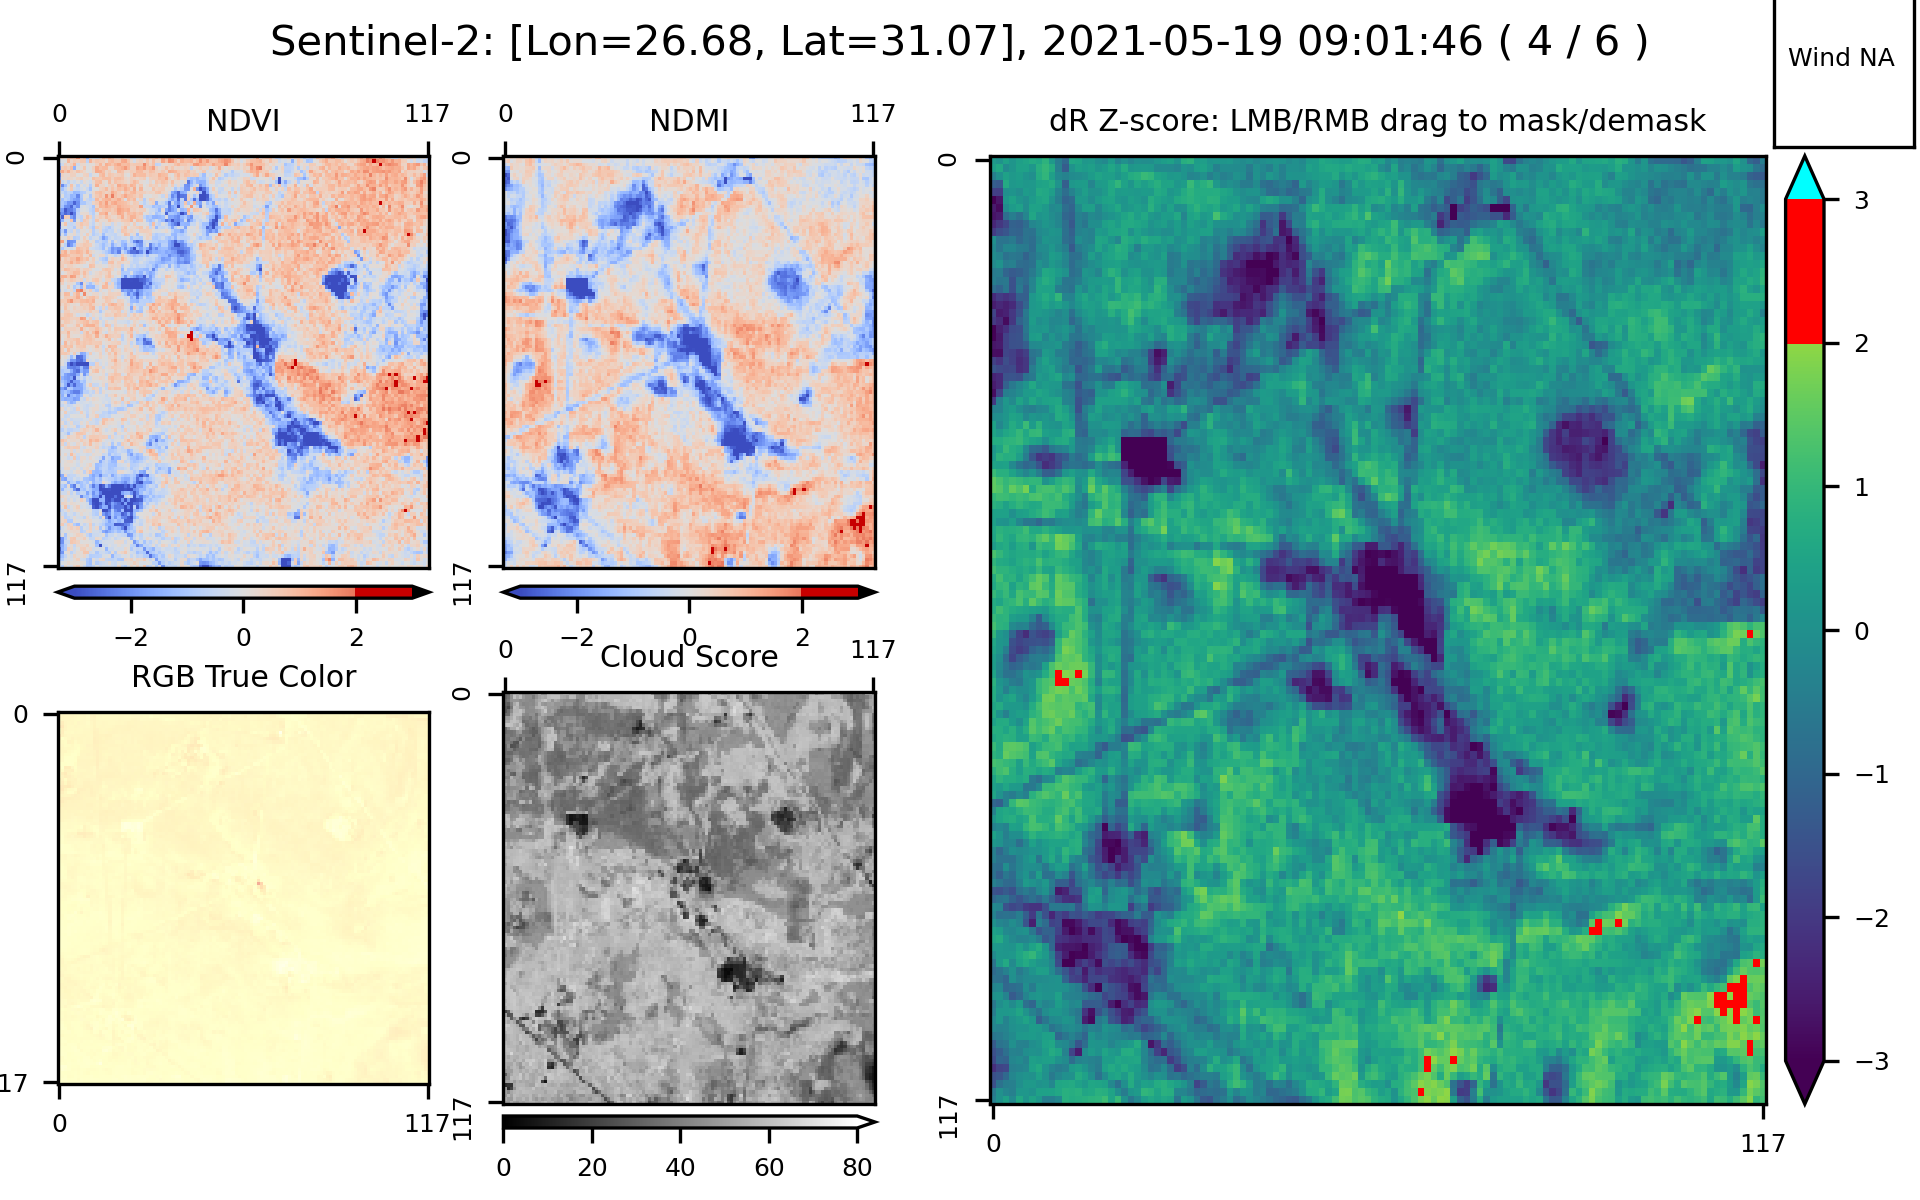 Sentinel-2: [Lon=26.68, Lat=31.07], 2021-05-19 09:01:46 ( 4 / 6 )
Wind NA
0 NDVI 117
0 NDMI 117
dR Z-score: LMB/RMB drag to mask/demask
0
0
0
117
117
−2 0 2
−2 0 2
3
2
1
0
−1
−2
−3
RGB True Color
0 Cloud Score 117
0
0
17
117
117
0 117
0 20 40 60 80
0 117